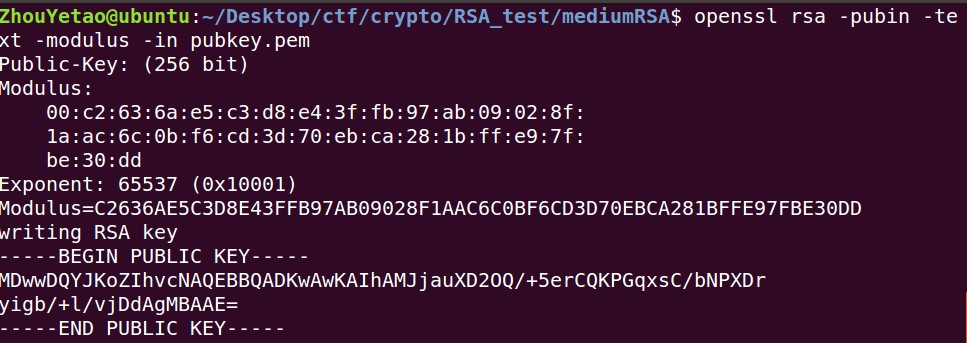 ZhouYetao@ubuntu:~/Desktop/ctf/crypto/RSA_test/mediumRSA$ openssl rsa -pubin -te
xt -modulus -in pubkey.pem
Public-Key: (256 bit)
Modulus:
    00:c2:63:6a:e5:c3:d8:e4:3f:fb:97:ab:09:02:8f:
    1a:ac:6c:0b:f6:cd:3d:70:eb:ca:28:1b:ff:e9:7f:
    be:30:dd
Exponent: 65537 (0x10001)
Modulus=C2636AE5C3D8E43FFB97AB09028F1AAC6C0BF6CD3D70EBCA281BFFE97FBE30DD
writing RSA key
-----BEGIN PUBLIC KEY-----
MDwwDQYJKoZIhvcNAQEBBQADKwAwKAIhAMJjauXD2OQ/+5erCQKPGqxsC/bNPXDr
yigb/+l/vjDdAgMBAAE=
-----END PUBLIC KEY-----